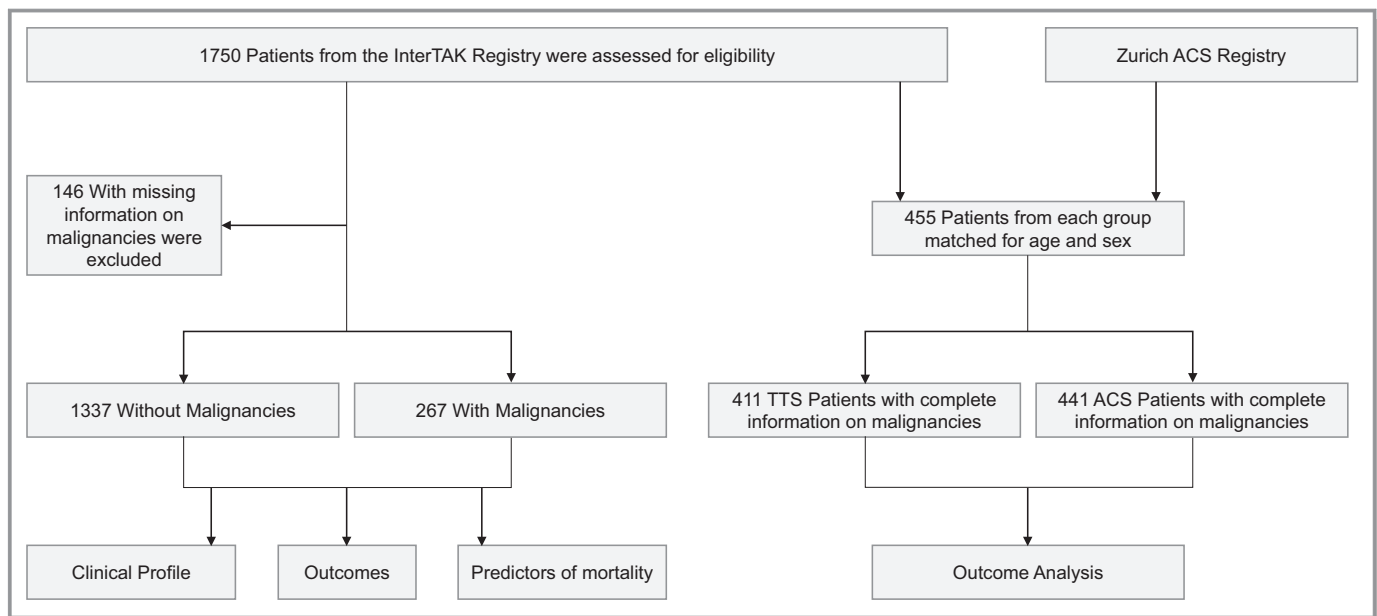 1750 Patients from the InterTAK Registry were assessed for eligibility
Zurich ACS Registry
146 With missing
information on
malignancies were
excluded
455 Patients from each group
matched for age and sex
1337 Without Malignancies
267 With Malignancies
411 TTS Patients with complete
information on malignancies
441 ACS Patients with complete
information on malignancies
Clinical Profile
Outcomes
Predictors of mortality
Outcome Analysis